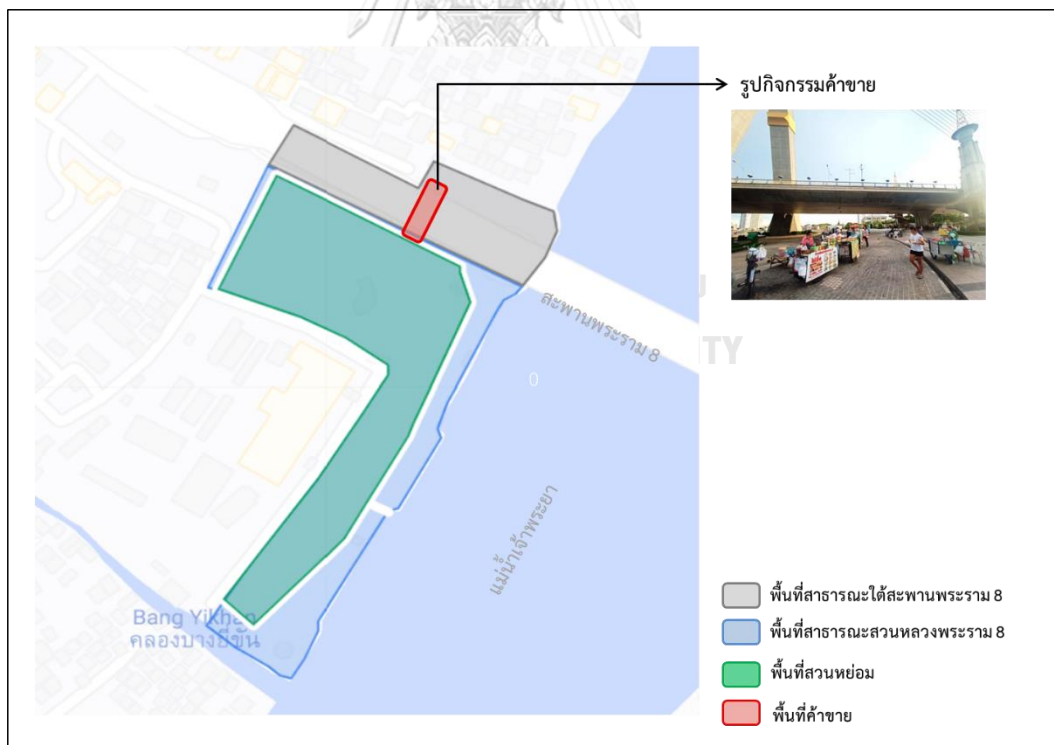 รูปกิจกรรมค้าขาย
สะพานพระราม 8
U
ITY
0
แม่น้ำเจ้าพระยา
Bang Yikhan
คลองบางยี่ขัน
พื้นที่สาธารณะใต้สะพานพระราม 8
พื้นที่สาธารณะสวนหลวงพระราม 8
พื้นที่สวนหย่อม
พื้นที่ค้าขาย